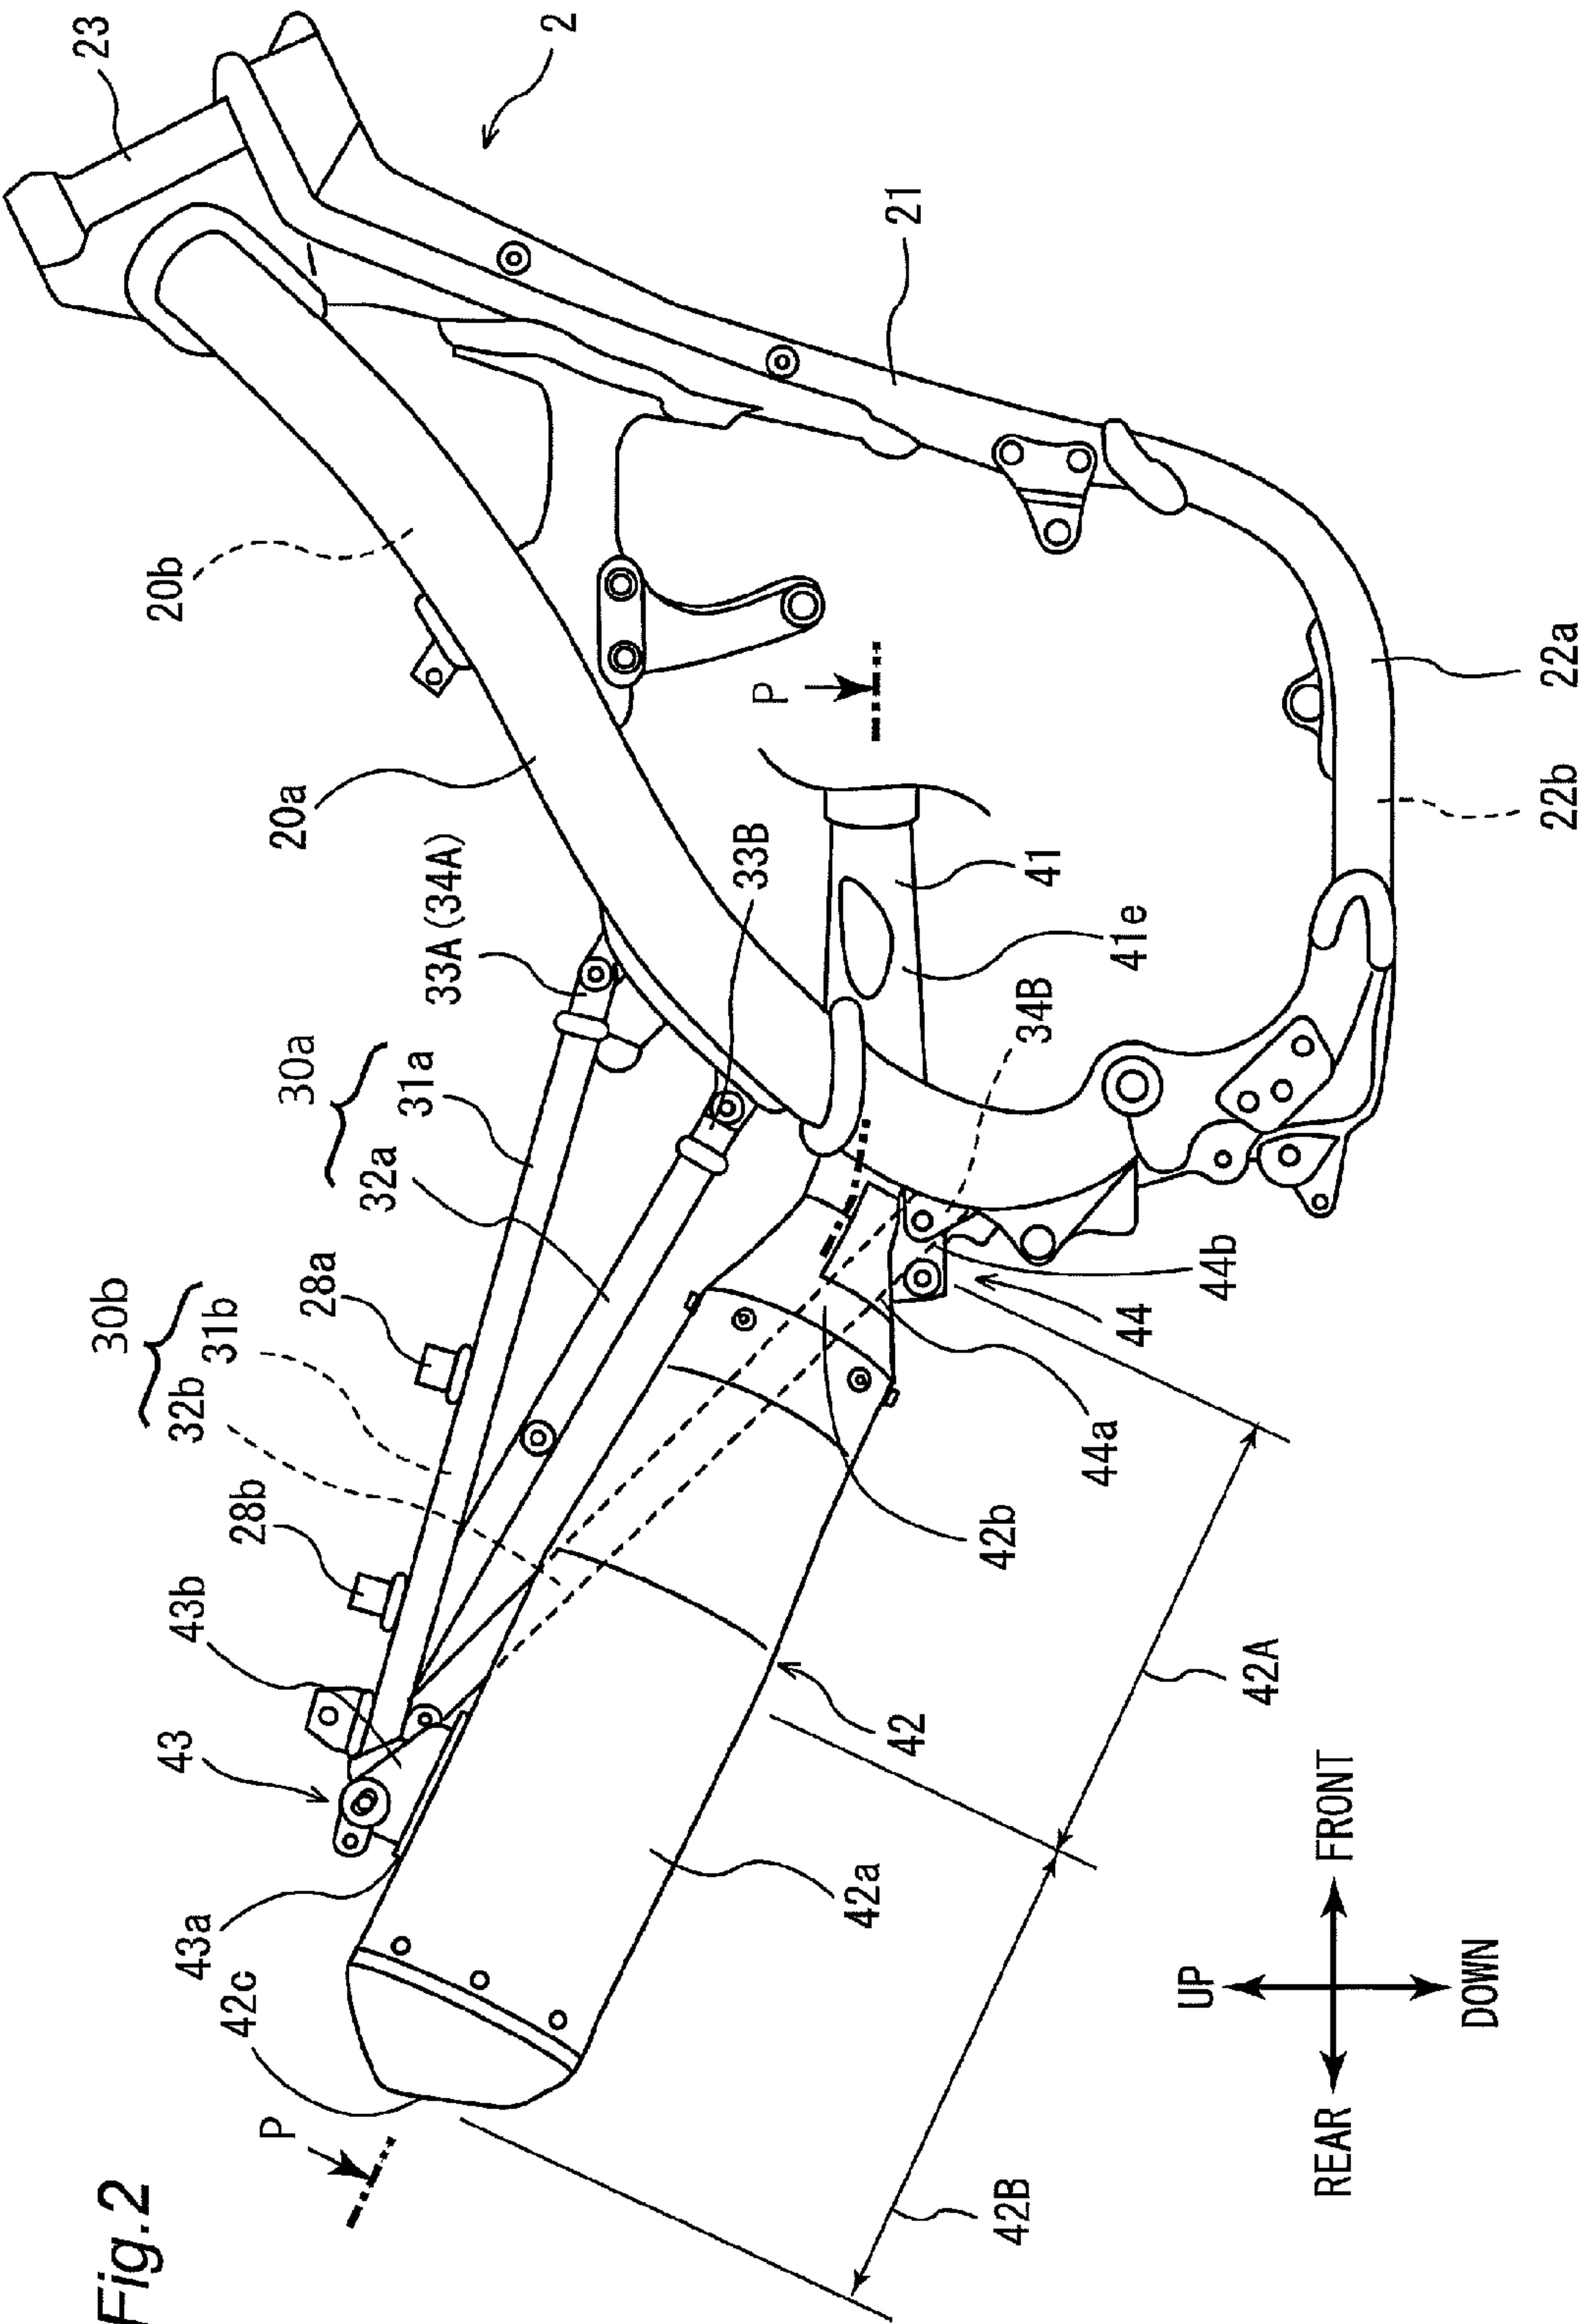 Fig.2
23
2
20b
21
20a
P
33A(34A)
33B
30a
31a
32a
30b
31b
32b
28a
28b
43b
43
43a
42c
P
41
41e
34B
44b
44
44a
42b
42
42a
42A
42B
22a
22b
UP
FRONT
REAR
DOWN